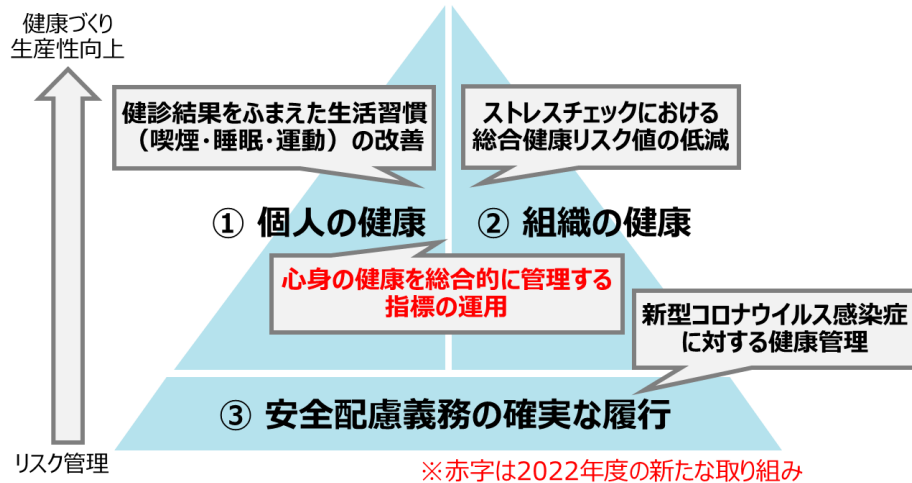 健康づくり
生産性向上
健診結果をふまえた生活習慣
（喫煙・睡眠・運動）の改善
ストレスチェックにおける
総合健康リスク値の低減
① 個人の健康
② 組織の健康
心身の健康を総合的に管理する
指標の運用
新型コロナウイルス感染症
に対する健康管理
③ 安全配慮義務の確実な履行
リスク管理
※赤字は2022年度の新たな取り組み